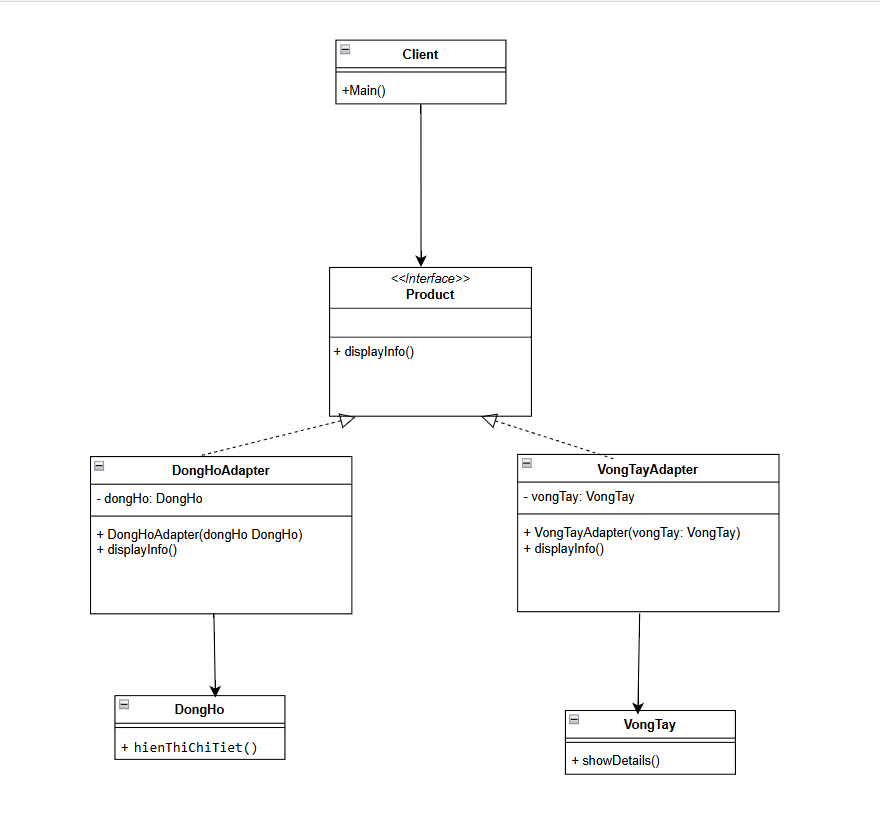 Client
+Main()
<<Interface>>
Product
+ displayInfo()
DongHoAdapter
- dongHo: DongHo
+ DongHoAdapter(dongHo DongHo)
+ displayInfo()
VongTayAdapter
- vongTay: VongTay
+ VongTayAdapter(vongTay: VongTay)
+ displayInfo()
DongHo
+ hienThiChiTiet()
VongTay
+ showDetails()